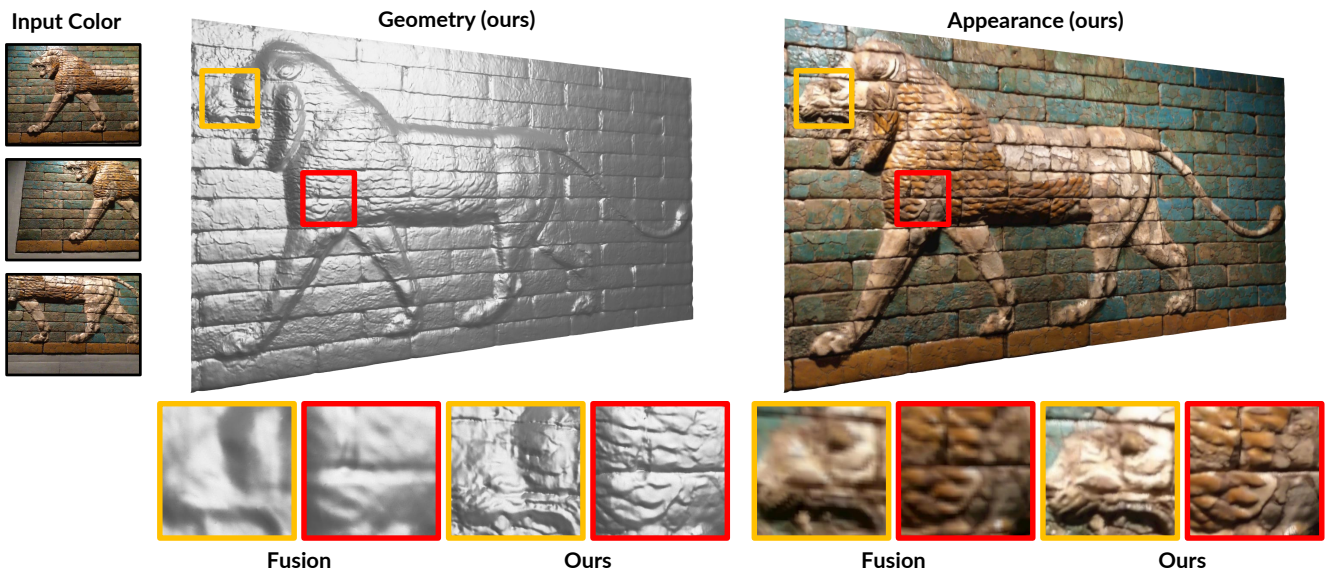 Input Color
Geometry (ours)
Appearance (ours)
Fusion
Ours
Fusion
Ours